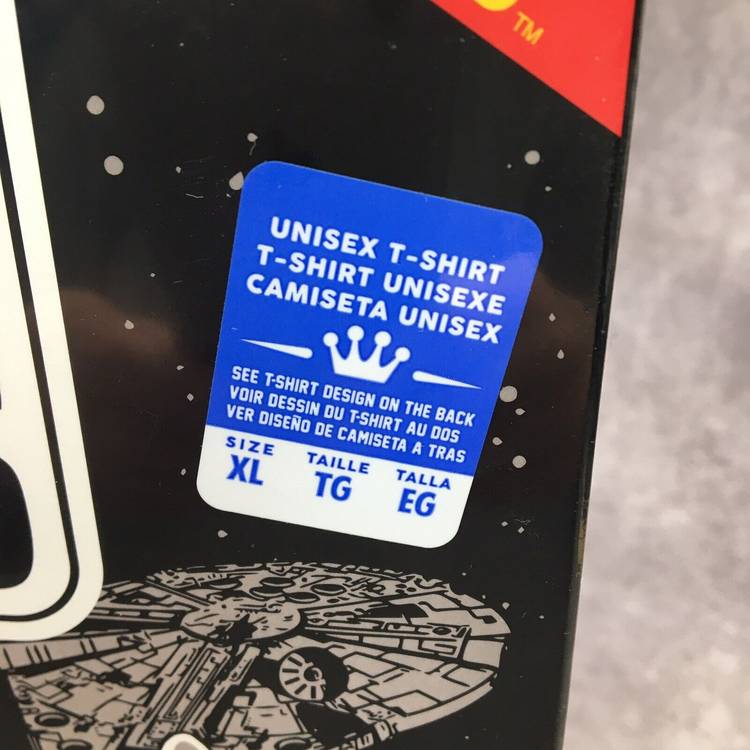 TM
UNISEX T-SHIRT
T-SHIRT UNISEXE
CAMISETA UNISEX
SEE T-SHIRT DESIGN ON THE BACK
VOIR DESSIN DU T-SHIRT AU DOS
VER DISEÑO DE CAMISETA A TRAS
SIZE TAILLE TALLA
XL TG EG